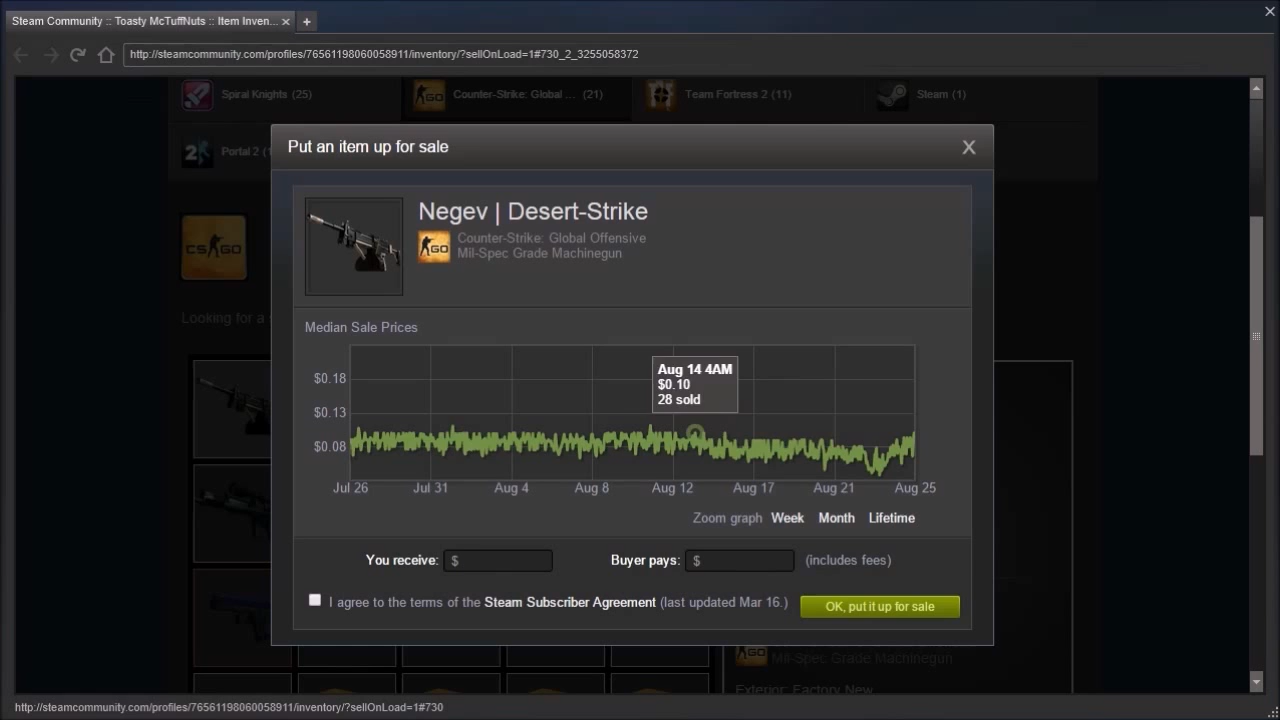 Steam Community :: Toasty McTuffNuts :: Item Inven...
http://steamcommunity.com/profiles/76561198060058911/inventory/?sellOnLoad=1#730_2_3255058372
Spiral Knights (25)
Counter-Strike: Global ... (21)
Team Fortress 2 (11)
Steam (1)
Portal 2
Put an item up for sale
X
Negev | Desert-Strike
GO
Counter-Strike: Global Offensive
Mil-Spec Grade Machinegun
CS GO
Looking for a
Median Sale Prices
Aug 14 4AM
$0.10
28 sold
$0.18
$0.13
$0.08
Jul 26
Jul 31
Aug 4
Aug 8
Aug 12
Aug 17
Aug 21
Aug 25
Zoom graph Week Month Lifetime
You receive: $
Buyer pays: $ (includes fees)
I agree to the terms of the Steam Subscriber Agreement (last updated Mar 16.)
OK, put it up for sale
GO
Mil-Spec Grade Machinegun
Exterior: Factory New
http://steamcommunity.com/profiles/76561198060058911/inventory/?sellOnLoad=1#730